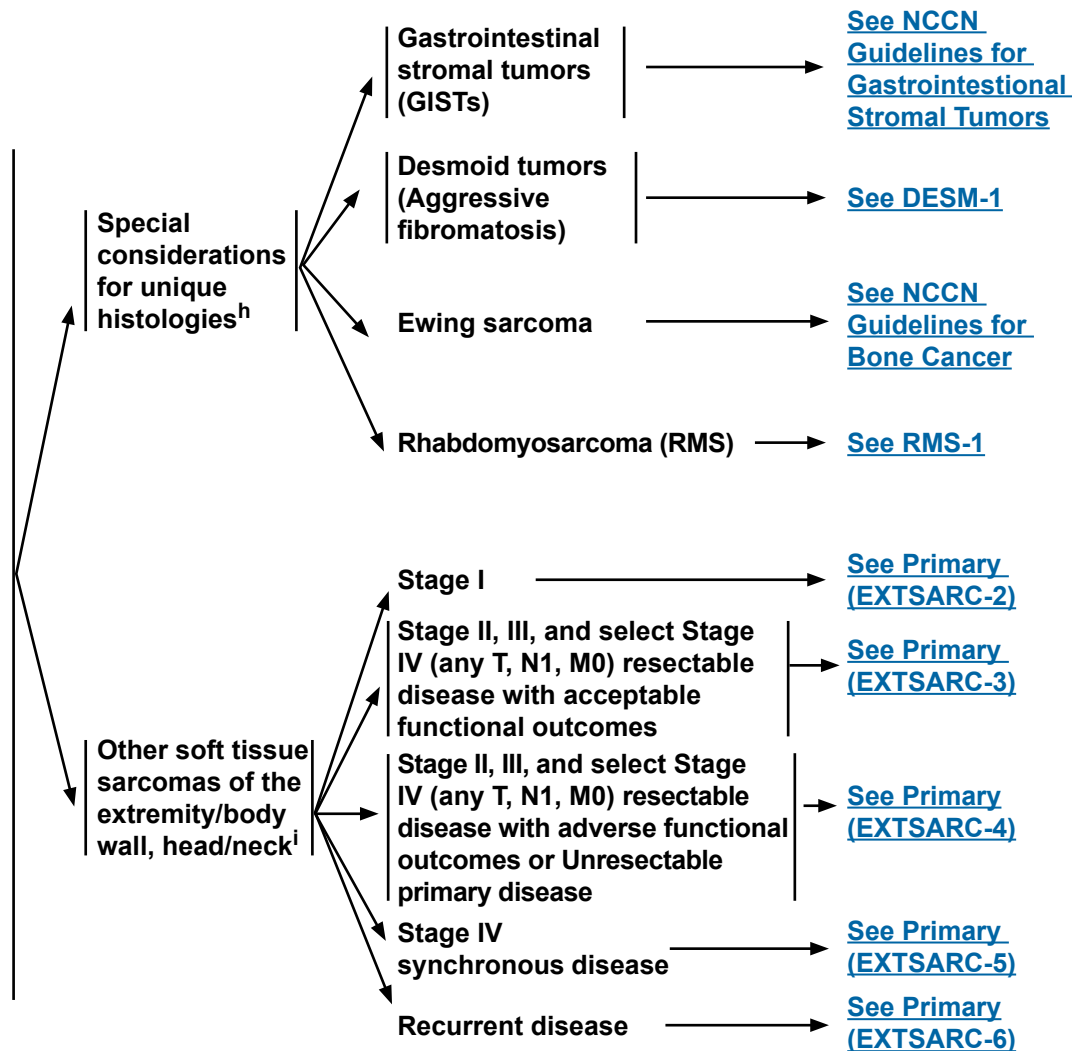 Gastrointestinal
stromal tumors
(GISTs)
See NCCN
Guidelines for
Gastrointestional
Stromal Tumors
Desmoid tumors
(Aggressive
fibromatosis)
See DESM-1
Special
considerations
for unique
histologiesh
Ewing sarcoma
See NCCN
Guidelines for
Bone Cancer
Rhabdomyosarcoma (RMS)
See RMS-1
Stage I
See Primary
(EXTSARC-2)
Stage II, III, and select Stage
IV (any T, N1, M0) resectable
disease with acceptable
functional outcomes
See Primary
(EXTSARC-3)
Other soft tissue
sarcomas of the
extremity/body
wall, head/necki
Stage II, III, and select Stage
IV (any T, N1, M0) resectable
disease with adverse functional
outcomes or Unresectable
primary disease
See Primary
(EXTSARC-4)
Stage IV
synchronous disease
See Primary
(EXTSARC-5)
Recurrent disease
See Primary
(EXTSARC-6)